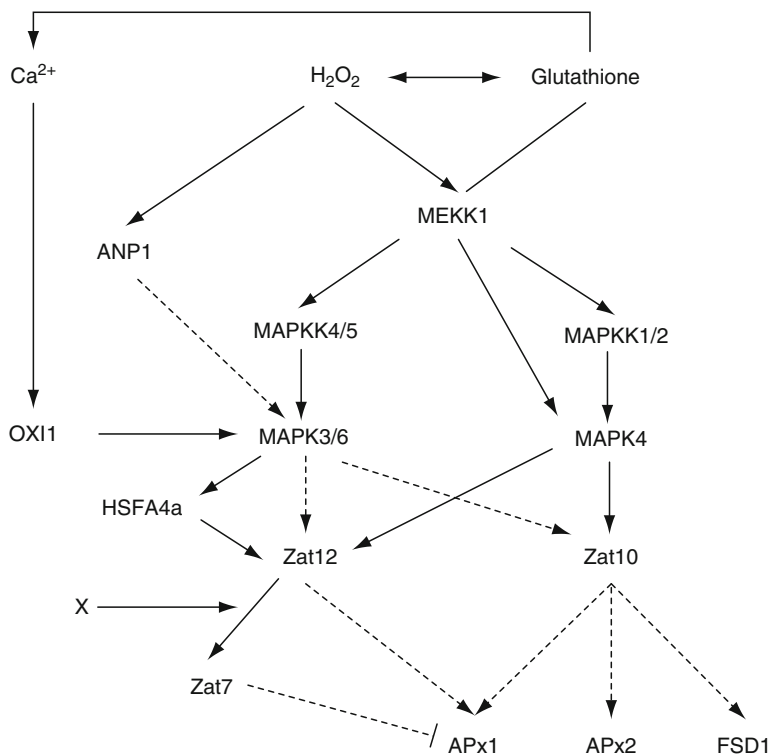 Ca²⁺
H₂O₂
Glutathione
MEKK1
ANP1
MAPKK4/5
MAPKK1/2
OXI1
MAPK3/6
MAPK4
HSFA4a
Zat12
Zat10
X
Zat7
APx1
APx2
FSD1